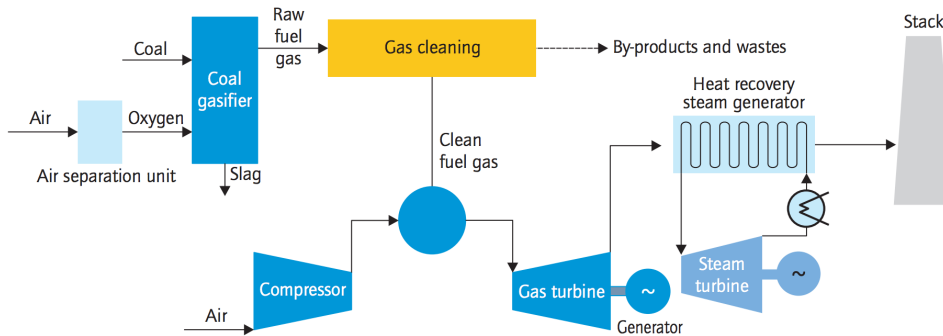 Stack
Raw
fuel
gas
Gas cleaning
By-products and wastes
Coal
Coal
gasifier
Heat recovery
steam generator
Air
Oxygen
Clean
fuel gas
Air separation unit
Slag
Compressor
Gas turbine
~
Steam
turbine
~
Air
Generator